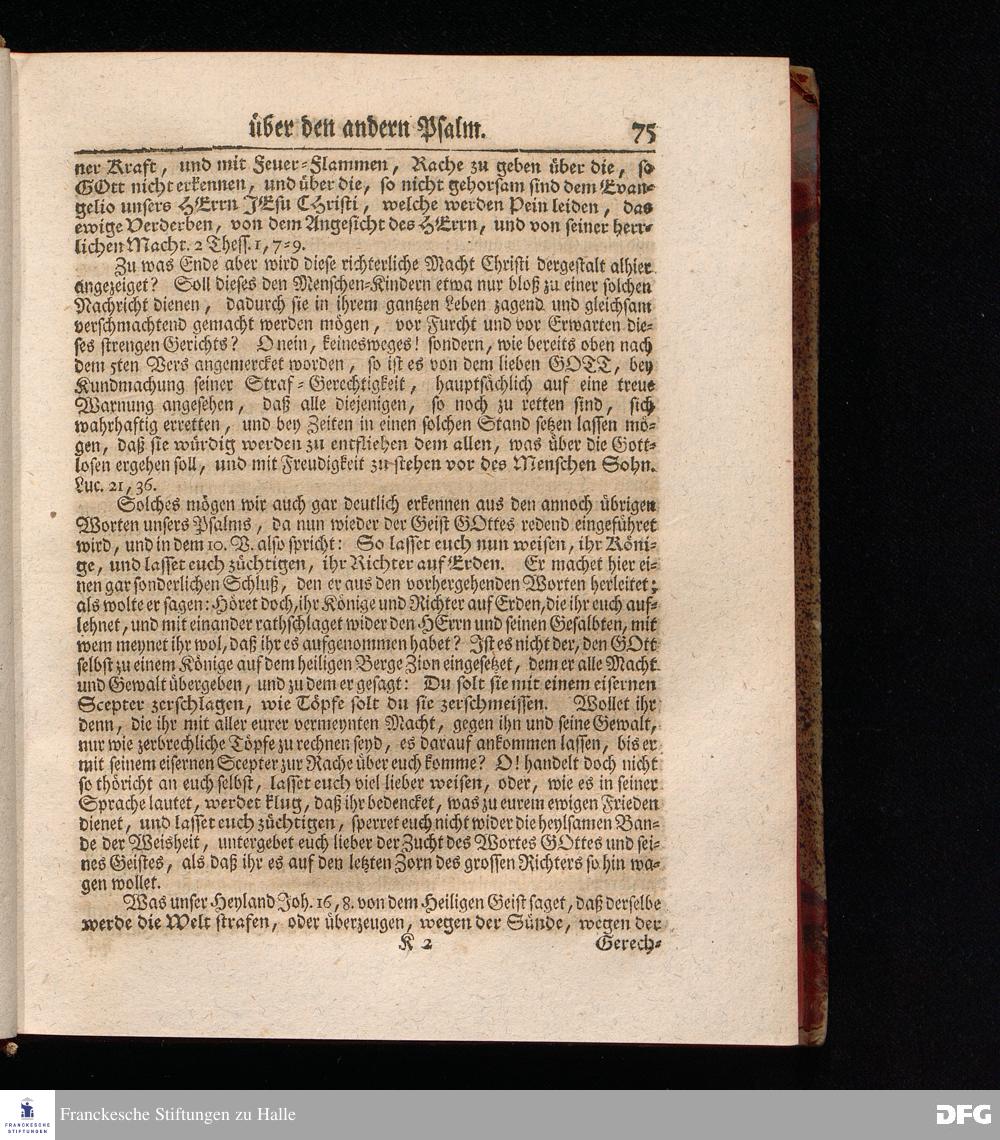 über den andern Psalm. 75
ner Kraft, und mit Feuer-Flammen, Rache zu geben über die, so
GOtt nicht erkennen, und über die, so nicht gehorsam sind dem Evan-
gelio unsers HErrn JEsu CHristi, welche werden Pein leiden, das
ewige Verderben, von dem Angesicht des HErrn, und von seiner herr-
lichen Macht. 2 Thess. 1, 7-9.
Zu was Ende aber wird diese richterliche Macht Christi dergestalt alhier
angezeiget? Soll dieses den Menschen-Kindern etwa nur bloß zu einer solchen
Nachricht dienen, dadurch sie in ihrem gantzen Leben zagend und gleichsam
verschmachtend gemacht werden mögen, vor Furcht und vor Erwarten die-
ses strengen Gerichts? O nein, keinesweges! sondern, wie bereits oben nach
dem 5ten Vers angemercket worden, so ist es von dem lieben GOTT, bey
Kundmachung seiner Straf-Gerechtigkeit, hauptsächlich auf eine treue
Warnung angesehen, daß alle diejenigen, so noch zu retten sind, sich
wahrhaftig erretten, und bey Zeiten in einen solchen Stand setzen lassen mö-
gen, daß sie würdig werden zu entfliehen dem allen, was über die Gott-
losen ergehen soll, und mit Freudigkeit zu stehen vor des Menschen Sohn.
Luc. 21, 36.
Solches mögen wir auch gar deutlich erkennen aus den annoch übrigen
Worten unsers Psalms, da nun wieder der Geist GOttes redend eingeführet
wird, und in dem 10. V. also spricht: So lasset euch nun weisen, ihr Köni-
ge, und lasset euch züchtigen, ihr Richter auf Erden. Er machet hier ei-
nen gar sonderlichen Schluß, den er aus den vorhergehenden Worten herleitet;
als wolte er sagen: Höret doch, ihr Könige und Richter auf Erden, die ihr euch auf-
lehnet, und mit einander rathschlaget wider den HErrn und seinen Gesalbten, mit
wem meynet ihr wol, daß ihr es aufgenommen habet? Ist es nicht der, den GOtt
selbst zu einem Könige auf dem heiligen Berge Zion eingesetzet, dem er alle Macht
und Gewalt übergeben, und zu dem er gesagt: Du solt sie mit einem eisernen
Scepter zerschlagen, wie Töpfe solt du sie zerschmeissen. Wollet ihr
denn, die ihr mit aller eurer vermeynten Macht, gegen ihn und seine Gewalt,
nur wie zerbrechliche Töpfe zu rechnen seyd, es darauf ankommen lassen, bis er
mit seinem eisernen Scepter zur Rache über euch komme? O! handelt doch nicht
so thöricht an euch selbst, lasset euch viel lieber weisen, oder, wie es in seiner
Sprache lautet, werdet klug, daß ihr bedencket, was zu eurem ewigen Frieden
dienet, und lasset euch züchtigen, sperret euch nicht wider die heylsamen Ban-
de der Weisheit, untergebet euch lieber der Zucht des Wortes GOttes und sei-
nes Geistes, als daß ihr es auf den letzten Zorn des grossen Richters so hin wa-
gen wollet.
Was unser Heyland Joh. 16, 8. von dem Heiligen Geist saget, daß derselbe
werde die Welt strafen, oder überzeugen, wegen der Sünde, wegen der
K 2 Gerech-
FRANCKESCHE
STIFTUNGEN
Franckesche Stiftungen zu Halle
DFG